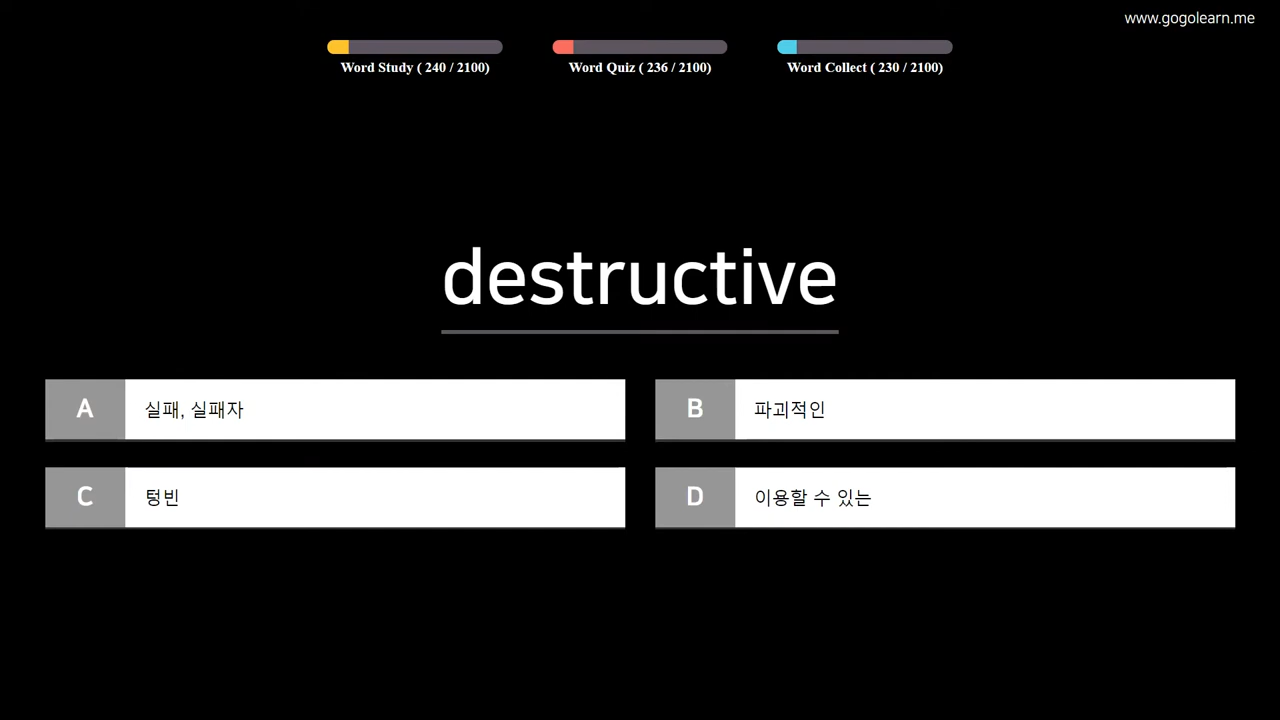 www.gogolearn.me
Word Study ( 240 / 2100)
Word Quiz ( 236 / 2100)
Word Collect ( 230 / 2100)
destructive
A 실패, 실패자
B 파괴적인
C 텅빈
D 이용할 수 있는